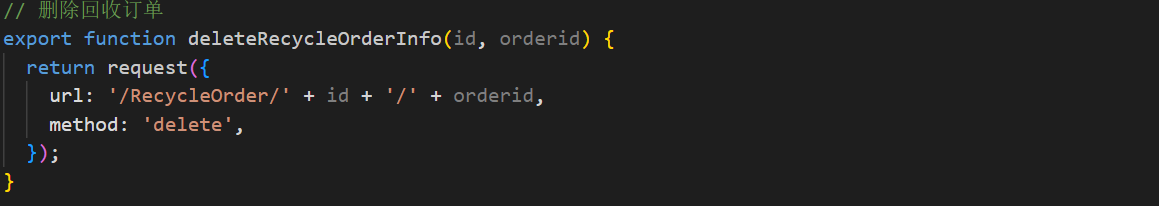 // 删除回收订单
export function deleteRecycleOrderInfo(id, orderid) {
  return request({
    url: '/RecycleOrder/' + id + '/' + orderid,
    method: 'delete',
  });
}